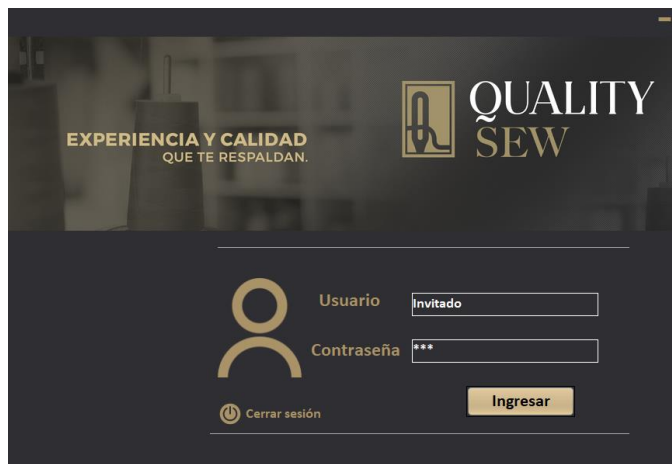 EXPERIENCIA Y CALIDAD
QUE TE RESPALDAN.
QUALITY
SEW
Usuario
Invitado
Contraseña
***
Cerrar sesión
Ingresar